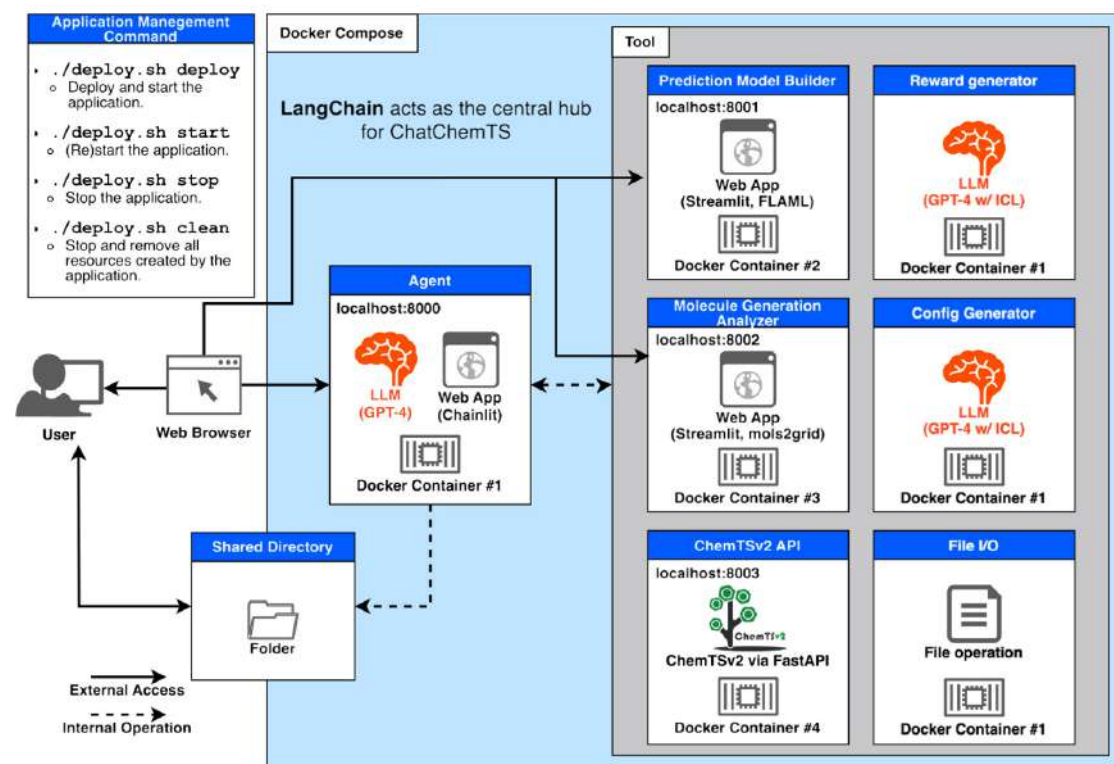 Application Management
Command
./deploy.sh deploy
Deploy and start the
application.
./deploy.sh start
(Re)start the application.
./deploy.sh stop
Stop the application.
./deploy.sh clean
Stop and remove all
resources created by the
application.
Docker Compose
LangChain acts as the central hub
for ChatChemTS
Tool
Prediction Model Builder
localhost:8001
Web App
(Streamlit, FLAML)
Docker Container #2
Reward generator
LLM
(GPT-4 w/ ICL)
Docker Container #1
Agent
localhost:8000
LLM
(GPT-4)
Web App
(Chainlit)
Docker Container #1
Molecule Generation
Analyzer
localhost:8002
Web App
(Streamlit, mols2grid)
Docker Container #3
Config Generator
LLM
(GPT-4 w/ ICL)
Docker Container #1
User
Web Browser
Shared Directory
Folder
ChemTSv2 API
localhost:8003
ChemTSv2
ChemTSv2 via FastAPI
Docker Container #4
File I/O
File operation
Docker Container #1
External Access
Internal Operation